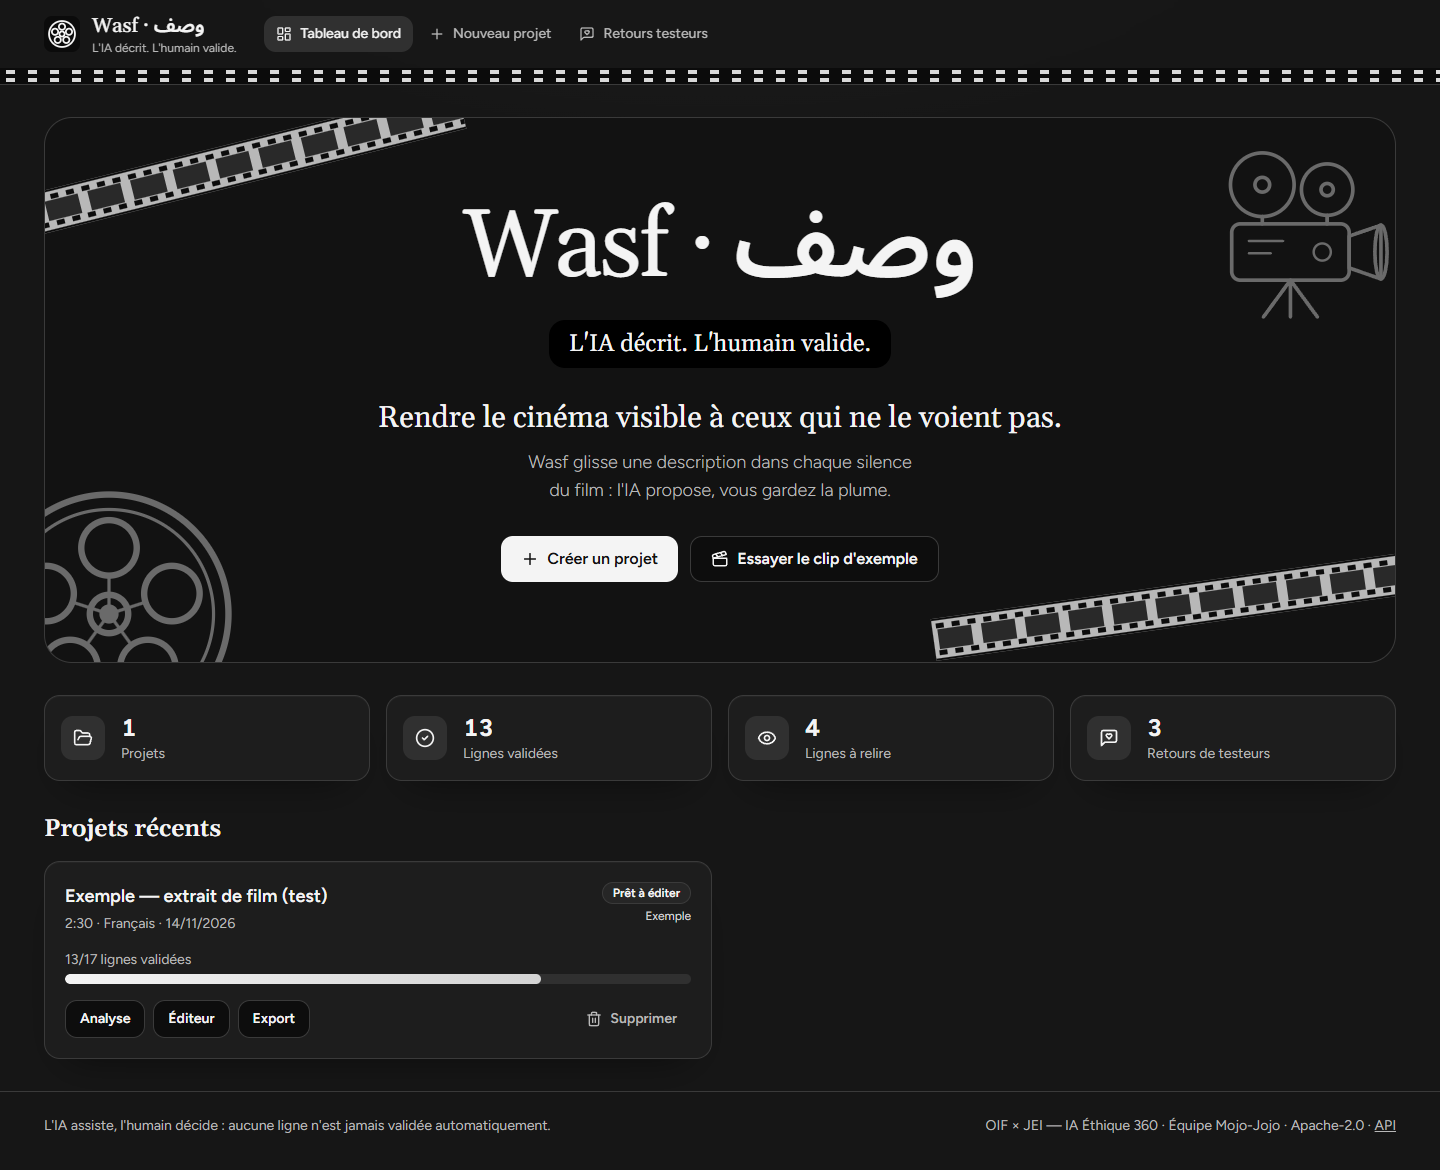 Wasf · وصف
L'IA décrit. L'humain valide.
Tableau de bord
Nouveau projet
Retours testeurs
Wasf · وصف
L'IA décrit. L'humain valide.
Rendre le cinéma visible à ceux qui ne le voient pas.
Wasf glisse une description dans chaque silence
du film : l'IA propose, vous gardez la plume.
Créer un projet
Essayer le clip d'exemple
1
Projets
13
Lignes validées
4
Lignes à relire
3
Retours de testeurs
Projets récents
Exemple — extrait de film (test)
Prêt à éditer
2:30 · Français · 14/11/2026
Exemple
13/17 lignes validées
Analyse
Éditeur
Export
Supprimer
L'IA assiste, l'humain décide : aucune ligne n'est jamais validée automatiquement.
OIF × JEI — IA Éthique 360 · Équipe Mojo-Jojo · Apache-2.0 · API